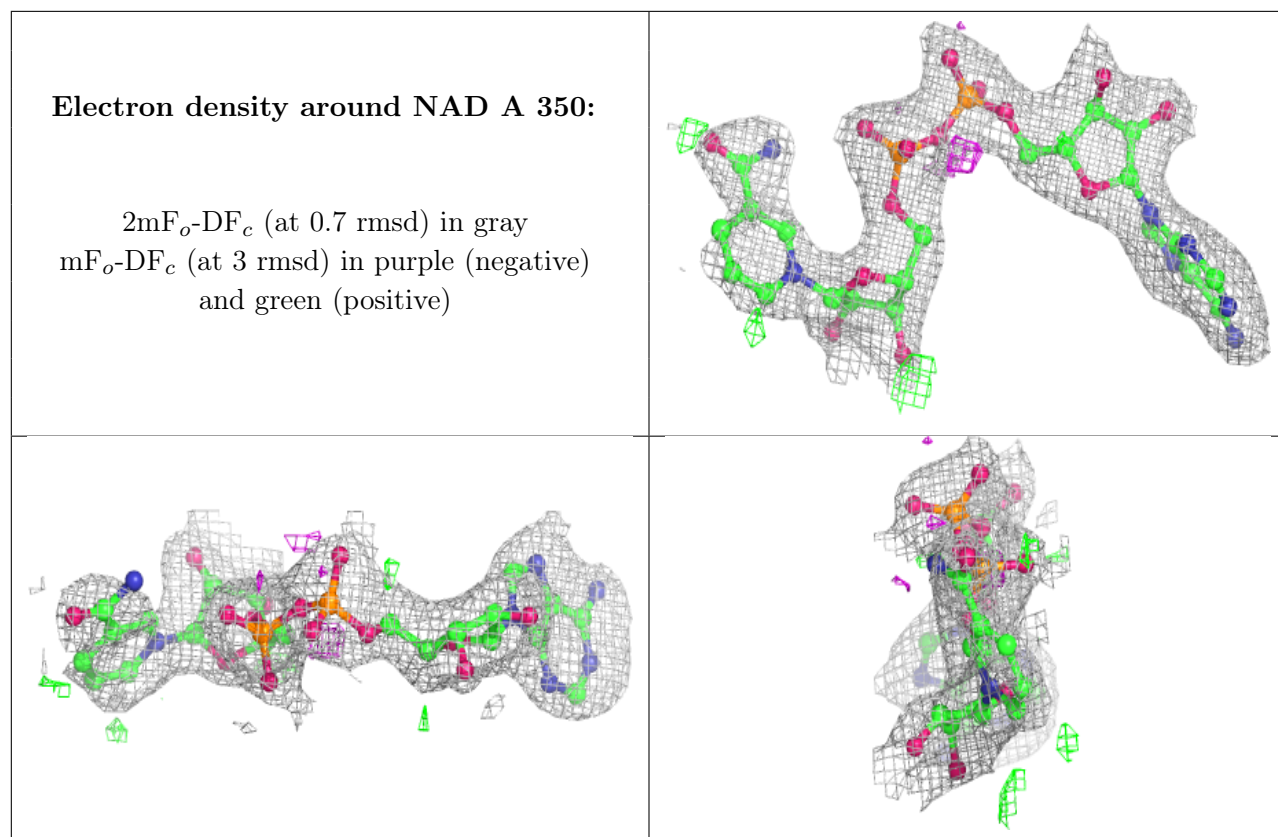 Electron density around NAD A 350:
2mFo-DFc (at 0.7 rmsd) in gray
mFo-DFc (at 3 rmsd) in purple (negative)
and green (positive)